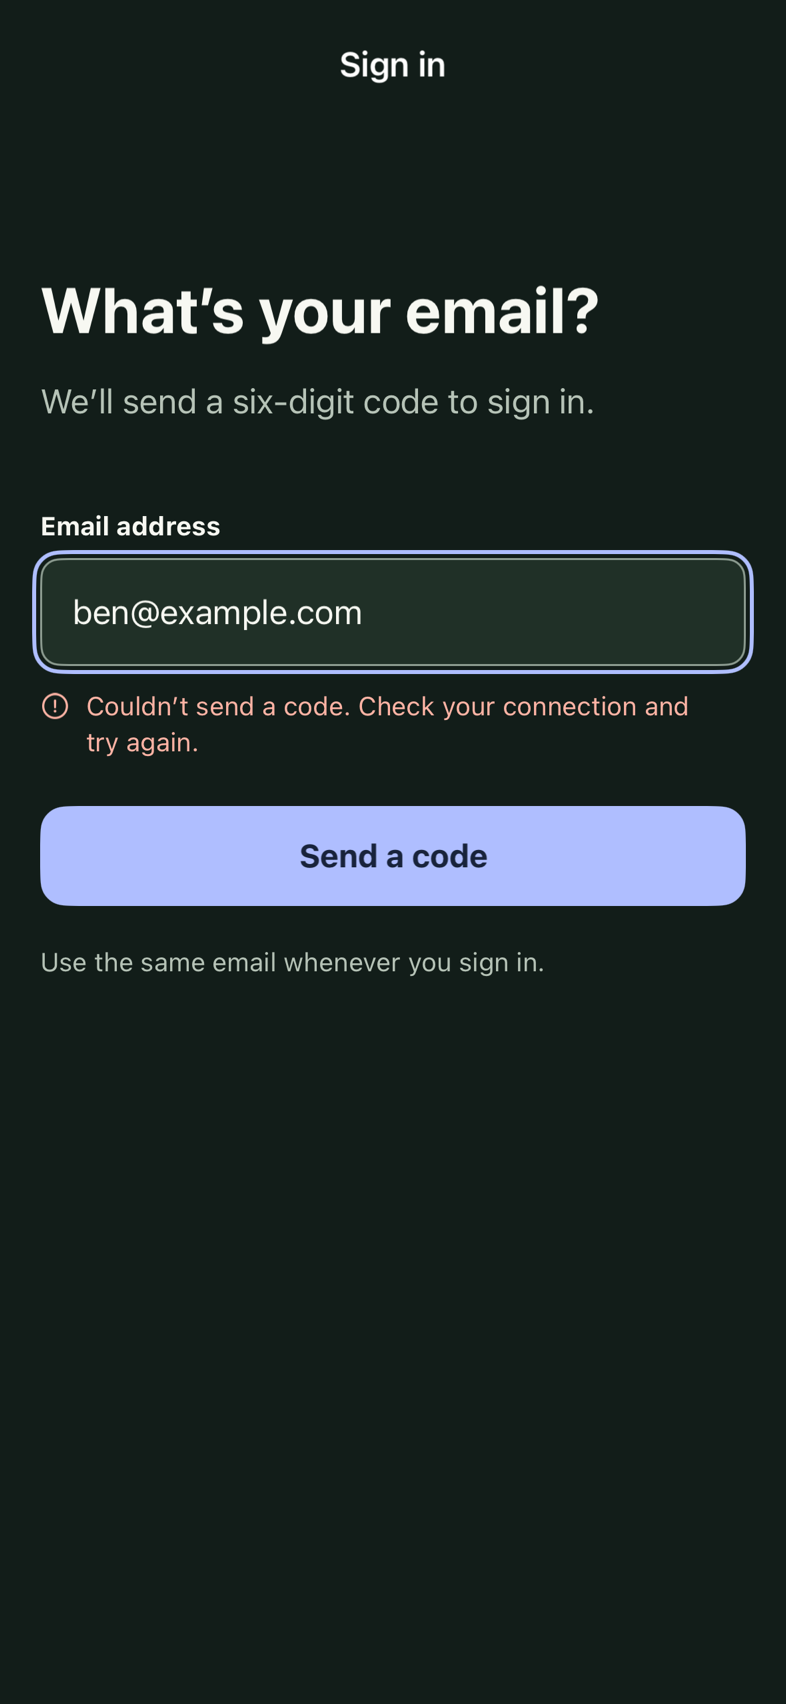 Sign in
What’s your email?
We’ll send a six-digit code to sign in.
Email address
ben@example.com
Couldn’t send a code. Check your connection and
try again.
Send a code
Use the same email whenever you sign in.